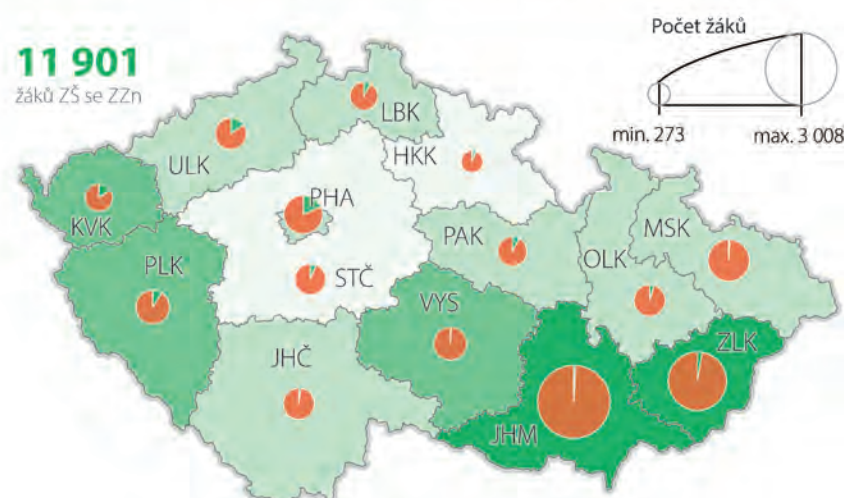 11 901
žáků ZŠ se ZZn
Počet žáků
min. 273
max. 3 008
LBK
HKK
ULK
PHA
KVK
PAK
MSK
OLK
PLK
STČ
VYS
ZLK
JHČ
JHM